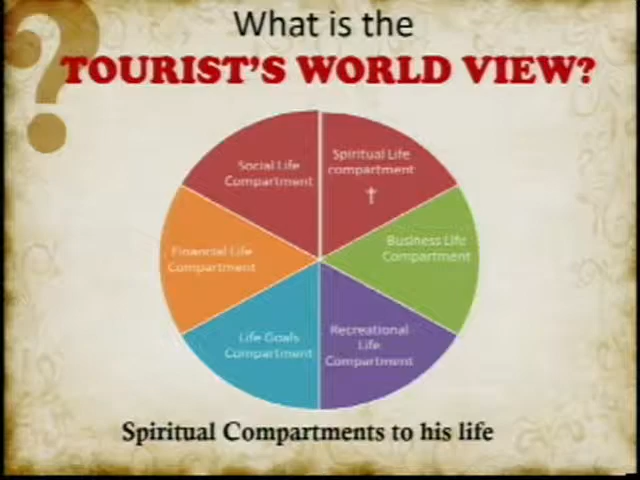 What is the
TOURIST'S WORLD VIEW?
Social Life
Compartment
Spiritual Life
compartment
Financial Life
Compartment
Business Life
Compartment
Life Goals
Compartment
Recreational
Life
Compartment
Spiritual Compartments to his life